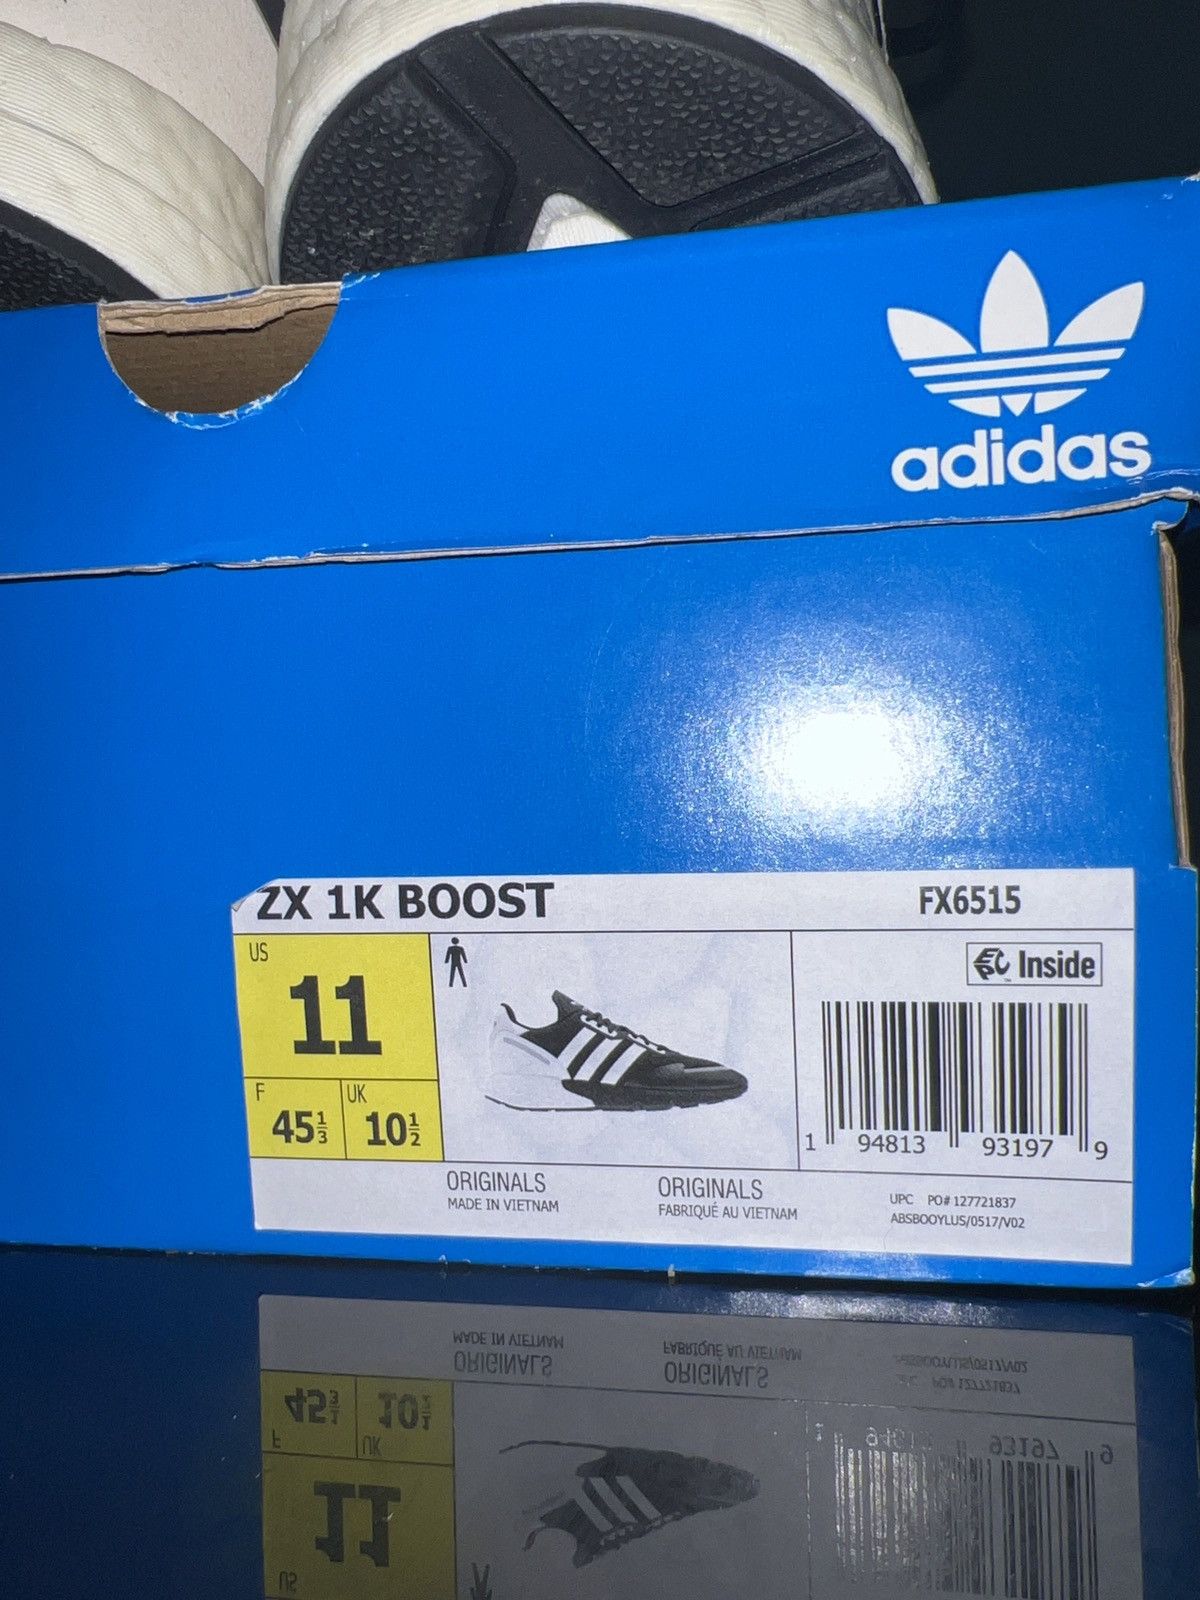 adidas
ZX 1K BOOST FX6515
US
11
F
45 1/3
UK
10 1/2
EPC Inside
1 94813 93197 9
ORIGINALS
MADE IN VIETNAM
ORIGINALS
FABRIQUÉ AU VIETNAM
UPC PO# 127721837
ABSBOOYLUS/0517/V02